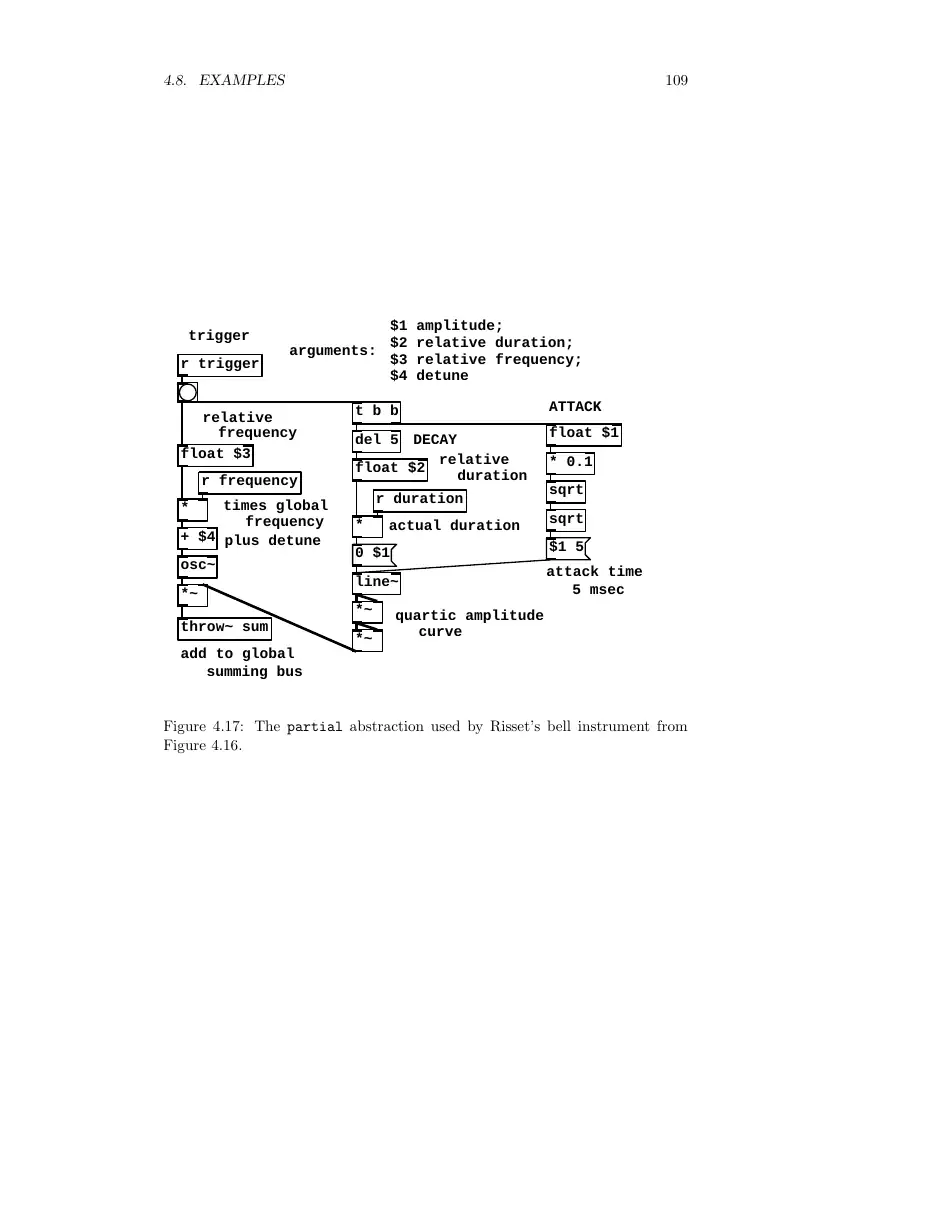 4.8. EXAMPLES 109
trigger
r trigger
arguments:
$1 amplitude;
$2 relative duration;
$3 relative frequency;
$4 detune
relative
frequency
float $3
r frequency
*
times global
frequency
+ $4
plus detune
osc~
*~
throw~ sum
add to global
summing bus
t b b
del 5
DECAY
float $2
relative
duration
r duration
*
actual duration
0 $1
line~
*~
quartic amplitude
curve
*~
ATTACK
float $1
* 0.1
sqrt
sqrt
$1 5
attack time
5 msec
Figure 4.17: The partial abstraction used by Risset's bell instrument from
Figure 4.16.